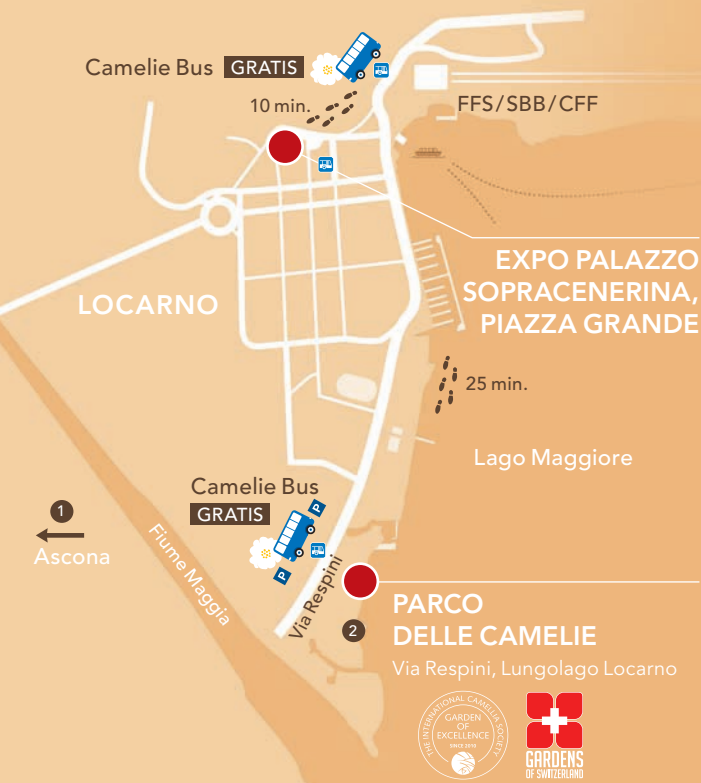 Camelie Bus GRATIS
10 min.
FFS/SBB/CFF
EXPO PALAZZO
SOPRACENERINA,
PIAZZA GRANDE
LOCARNO
25 min.
Lago Maggiore
Camelie Bus
GRATIS
P
P
1
Ascona
Fiume Maggia
Via Respini
2
PARCO
DELLE CAMELIE
Via Respini, Lungolago Locarno
THE INTERNATIONAL CAMELLIA SOCIETY
GARDEN
OF
EXCELLENCE
SINCE 2010
GARDENS
OF SWITZERLAND